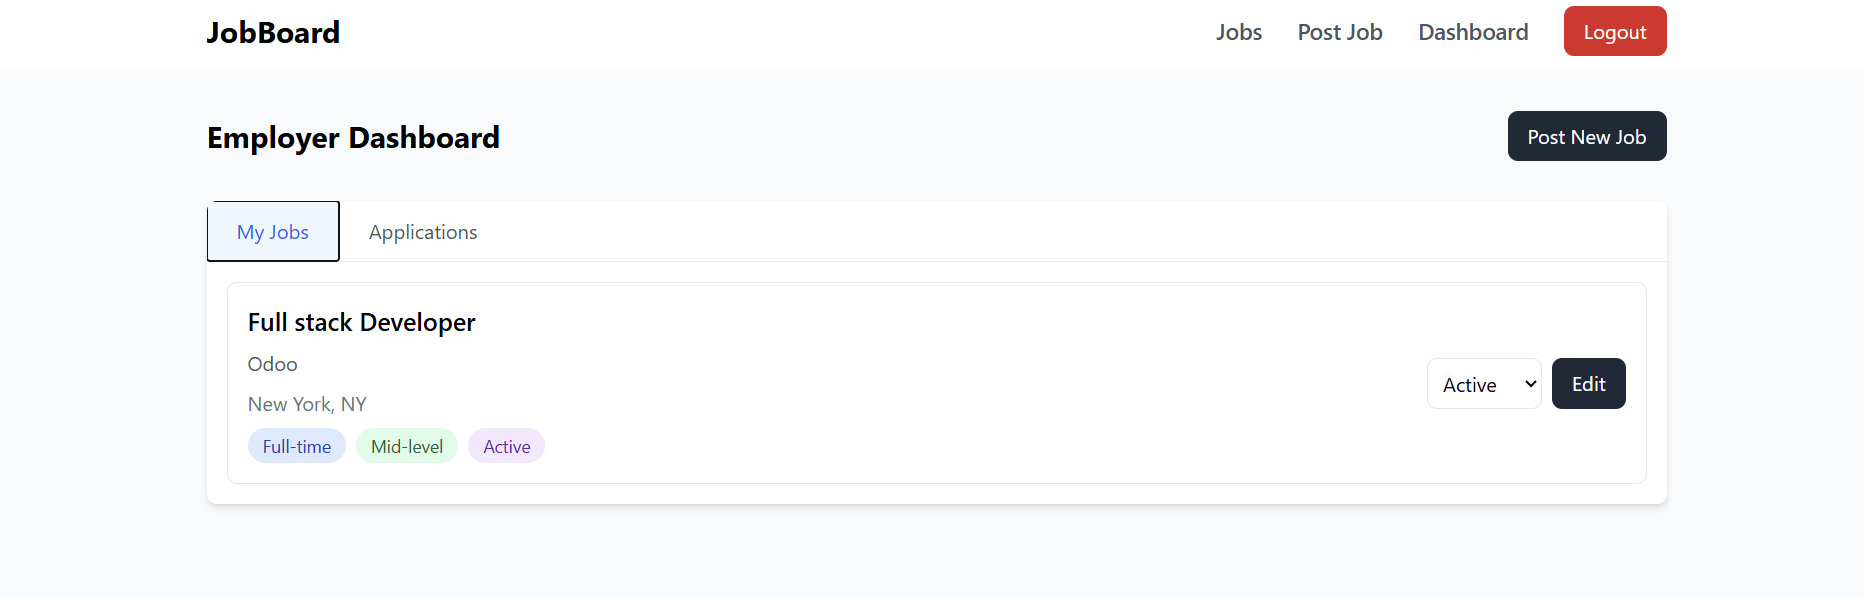 JobBoard Jobs Post Job Dashboard Logout
Employer Dashboard Post New Job
My Jobs Applications
Full stack Developer
Odoo
New York, NY
Active Edit
Full-time Mid-level Active